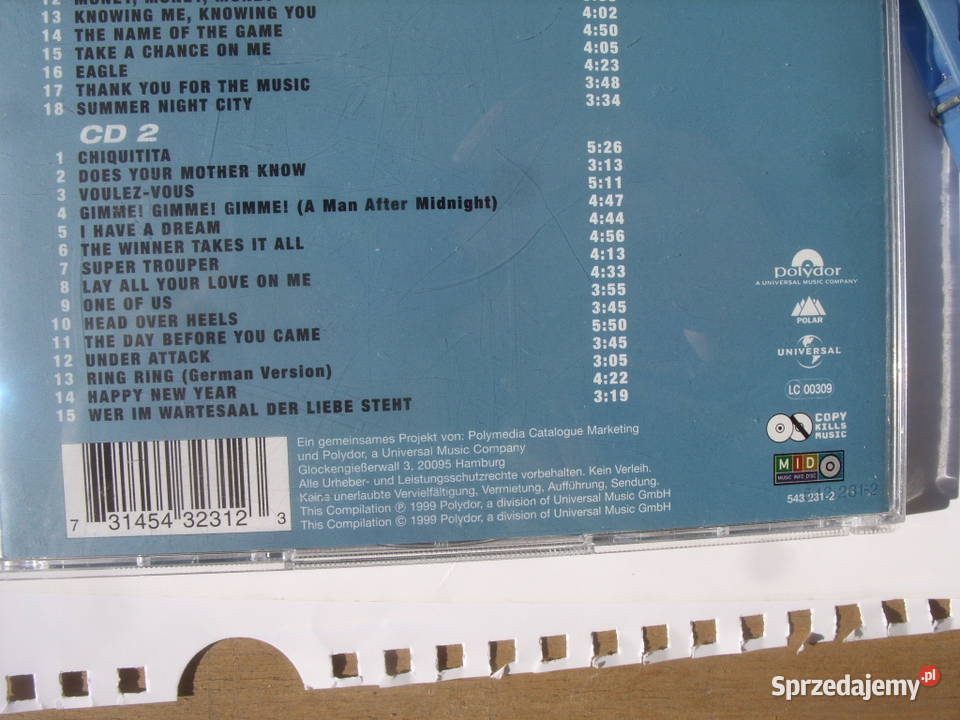 12 MONEY, MONEY, MONEY
13 KNOWING ME, KNOWING YOU 4:02
14 THE NAME OF THE GAME 4:50
15 TAKE A CHANCE ON ME 4:05
16 EAGLE 4:23
17 THANK YOU FOR THE MUSIC 3:48
18 SUMMER NIGHT CITY 3:34
CD 2
1 CHIQUITITA 5:26
2 DOES YOUR MOTHER KNOW 3:13
3 VOULEZ-VOUS 5:11
4 GIMME! GIMME! GIMME! (A Man After Midnight) 4:47
5 I HAVE A DREAM 4:44
6 THE WINNER TAKES IT ALL 4:56
7 SUPER TROUPER 4:13
8 LAY ALL YOUR LOVE ON ME 4:33
9 ONE OF US 3:55
10 HEAD OVER HEELS 3:45
11 THE DAY BEFORE YOU CAME 5:50
12 UNDER ATTACK 3:45
13 RING RING (German Version) 3:05
14 HAPPY NEW YEAR 4:22
15 WER IM WARTESAAL DER LIEBE STEHT 3:19
polydor
A UNIVERSAL MUSIC COMPANY
POLAR
UNIVERSAL
LC 00309
COPY
KILLS
MUSIC
MID
MUSIC INFO DISC
543 231-2
Ein gemeinsames Projekt von: Polymedia Catalogue Marketing
und Polydor, a Universal Music Company
Glockengießerwall 3, 20095 Hamburg
Alle Urheber- und Leistungsschutzrechte vorbehalten. Kein Verleih.
Keine unerlaubte Vervielfältigung, Vermietung, Aufführung, Sendung.
This Compilation ℗ 1999 Polydor, a division of Universal Music GmbH
This Compilation © 1999 Polydor, a division of Universal Music GmbH
7 31454 32312 3
Sprzedajemy.pl